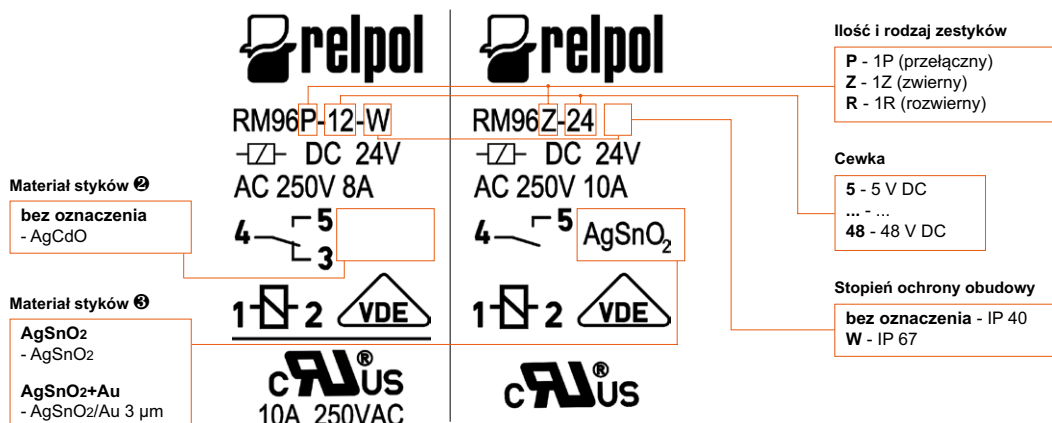 Materiał styków ❷
bez oznaczenia
- AgCdO
Materiał styków ❸
AgSnO2
- AgSnO2
AgSnO2+Au
- AgSnO2/Au 3 μm
relpol
RM96P-12-W
DC 24V
AC 250V 8A
4 5
3
1 2 VDE
cRUus®
10A 250VAC
relpol
RM96Z-24
DC 24V
AC 250V 10A
4 5 AgSnO2
1 2 VDE
cRUus®
Ilość i rodzaj zestyków
P - 1P (przełączny)
Z - 1Z (zwierny)
R - 1R (rozwierny)
Cewka
5 - 5 V DC
... - ...
48 - 48 V DC
Stopień ochrony obudowy
bez oznaczenia - IP 40
W - IP 67